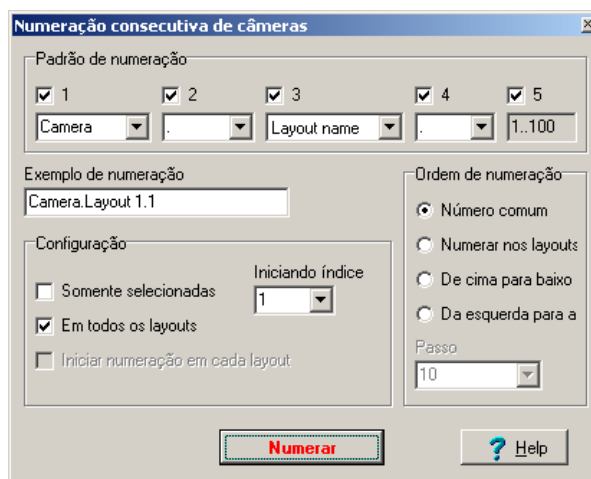 Numeração consecutiva de câmeras
Padrão de numeração
1 2 3 4 5
Camera . Layout name . 1..100
Exemplo de numeração
Camera.Layout 1.1
Configuração
Somente selecionadas
Iniciando índice
1
Em todos os layouts
Iniciar numeração em cada layout
Ordem de numeração
Número comum
Numerar nos layouts
De cima para baixo
Da esquerda para a
Passo
10
Numerar
? Help